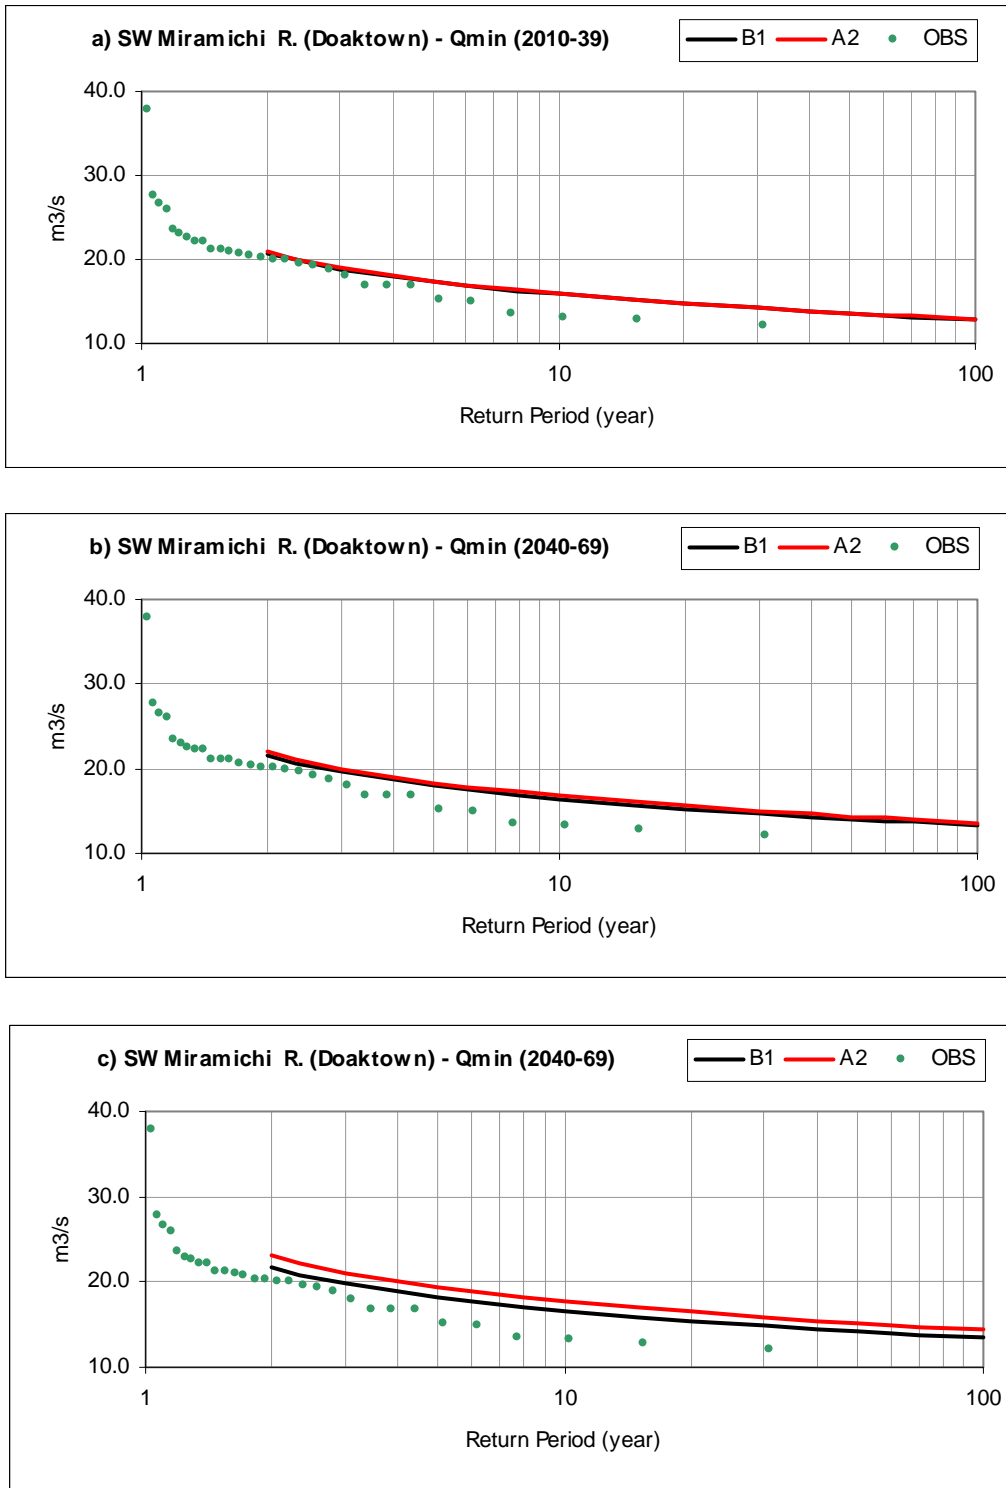 a) SW Miramichi R. (Doaktown) - Qmin (2010-39)
B1 A2 OBS
40.0
30.0
20.0
10.0
m3/s
1 10 100
Return Period (year)
b) SW Miramichi R. (Doaktown) - Qmin (2040-69)
B1 A2 OBS
40.0
30.0
20.0
10.0
m3/s
1 10 100
Return Period (year)
c) SW Miramichi R. (Doaktown) - Qmin (2040-69)
B1 A2 OBS
40.0
30.0
20.0
10.0
m3/s
1 10 100
Return Period (year)